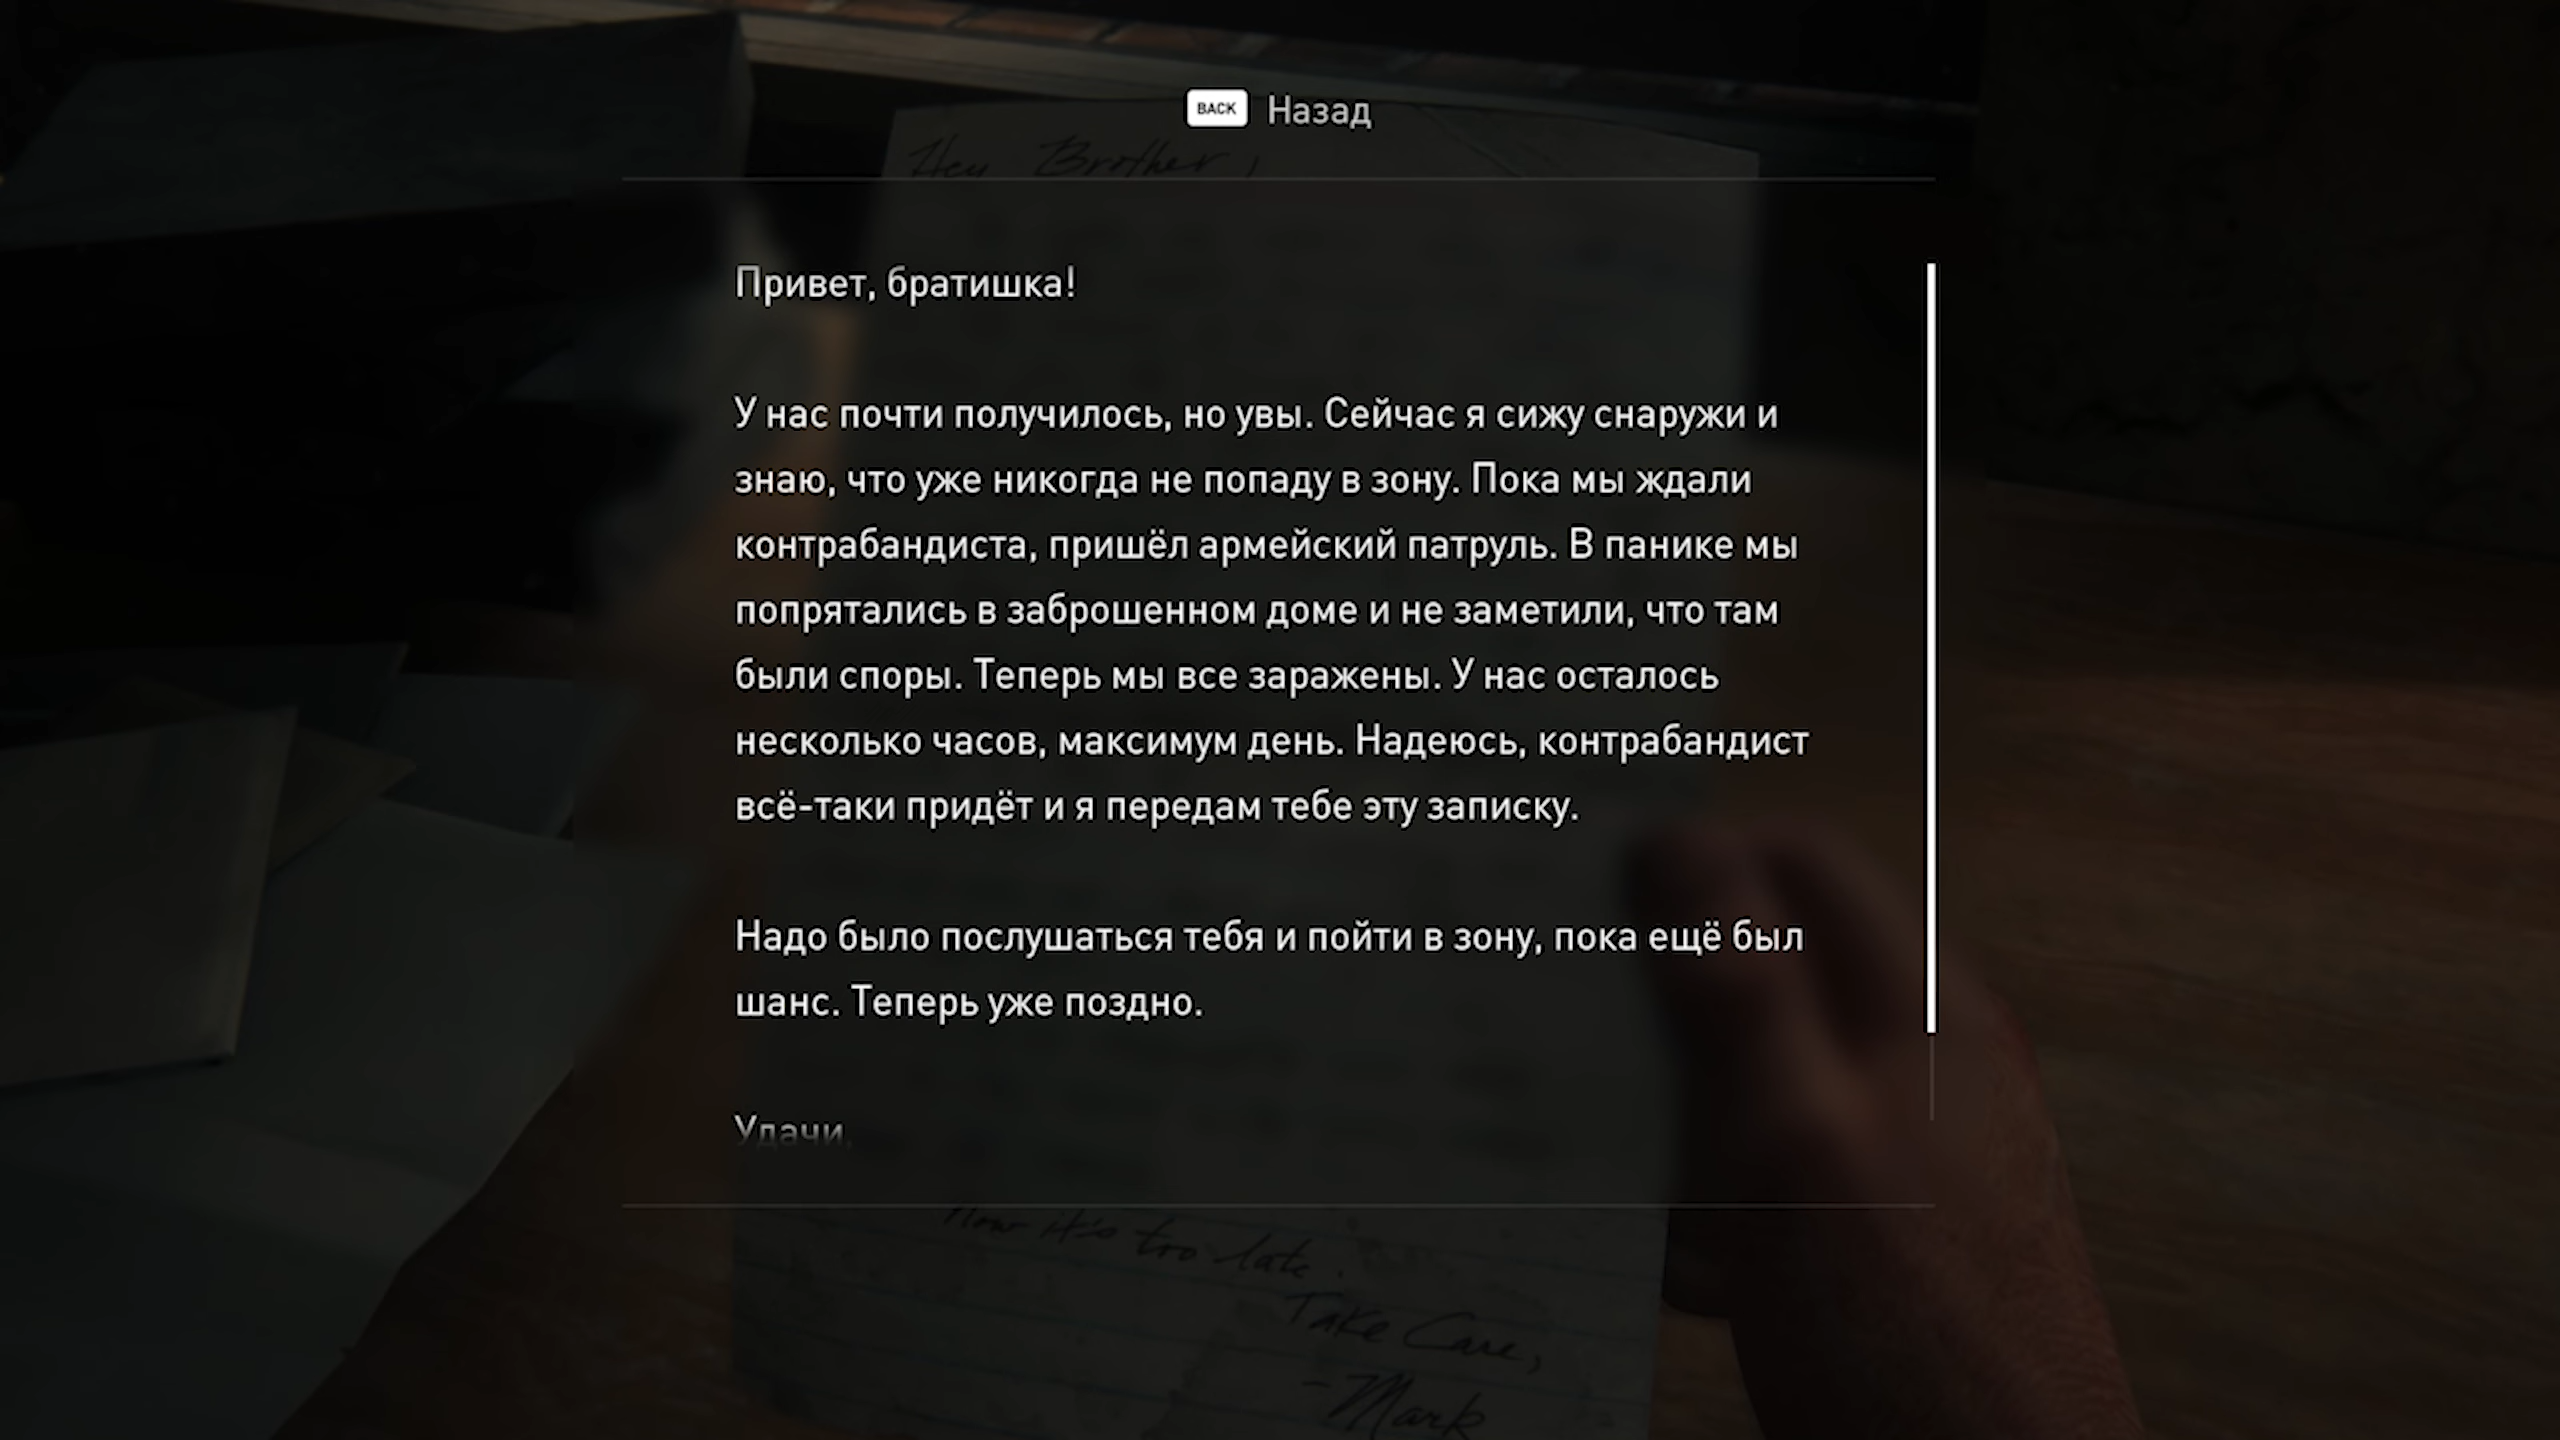 BACK Назад
Hey Brother,
Привет, братишка!
У нас почти получилось, но увы. Сейчас я сижу снаружи и
знаю, что уже никогда не попаду в зону. Пока мы ждали
контрабандиста, пришёл армейский патруль. В панике мы
попрятались в заброшенном доме и не заметили, что там
были споры. Теперь мы все заражены. У нас осталось
несколько часов, максимум день. Надеюсь, контрабандист
всё-таки придёт и я передам тебе эту записку.
Надо было послушаться тебя и пойти в зону, пока ещё был
шанс. Теперь уже поздно.
Удачи,
Now it's too late.
Take Care,
-Mark